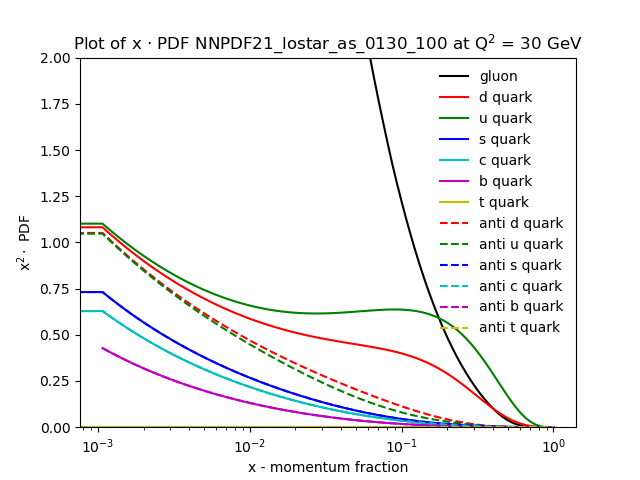 Plot of x · PDF NNPDF21_lostar_as_0130_100 at Q² = 30 GeV
x² · PDF
2.00
1.75
1.50
1.25
1.00
0.75
0.50
0.25
0.00
gluon
d quark
u quark
s quark
c quark
b quark
t quark
anti d quark
anti u quark
anti s quark
anti c quark
anti b quark
anti t quark
10⁻³ 10⁻² 10⁻¹ 10⁰
x - momentum fraction